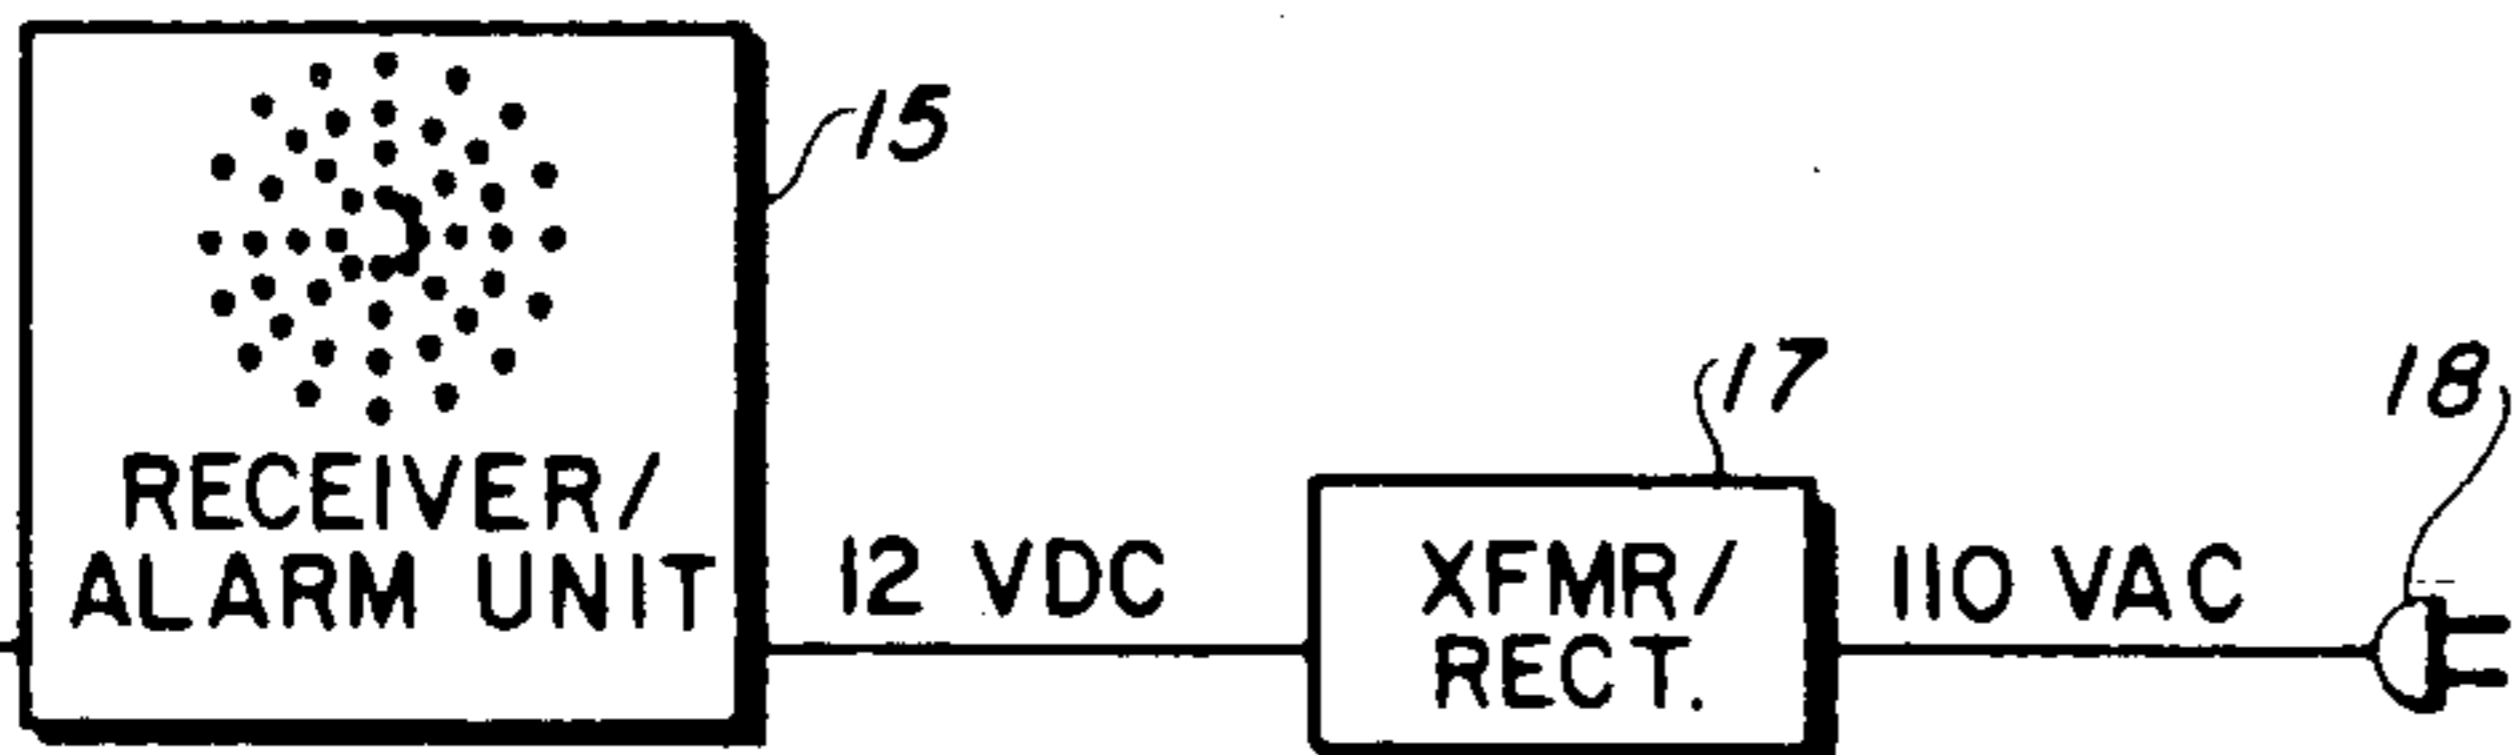 15
RECEIVER/
ALARM UNIT
12 VDC
17
XFMR/
RECT.
110 VAC
18